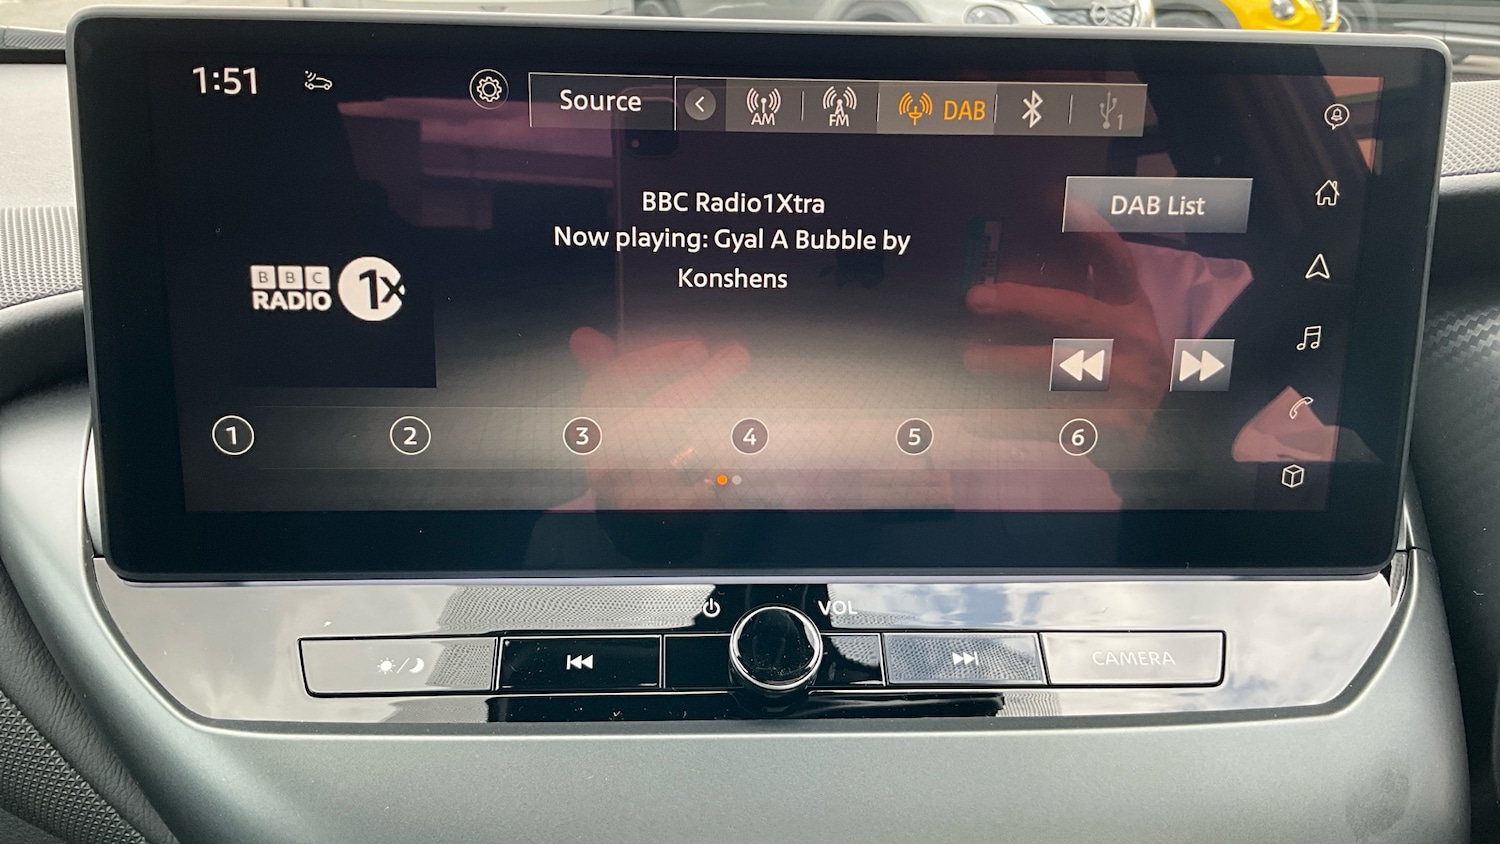 1:51
Source
AM
FM
DAB
1
BBC Radio1Xtra
Now playing: Gyal A Bubble by
Konshens
DAB List
BBC
RADIO 1x
1 2 3 4 5 6
VOL
CAMERA